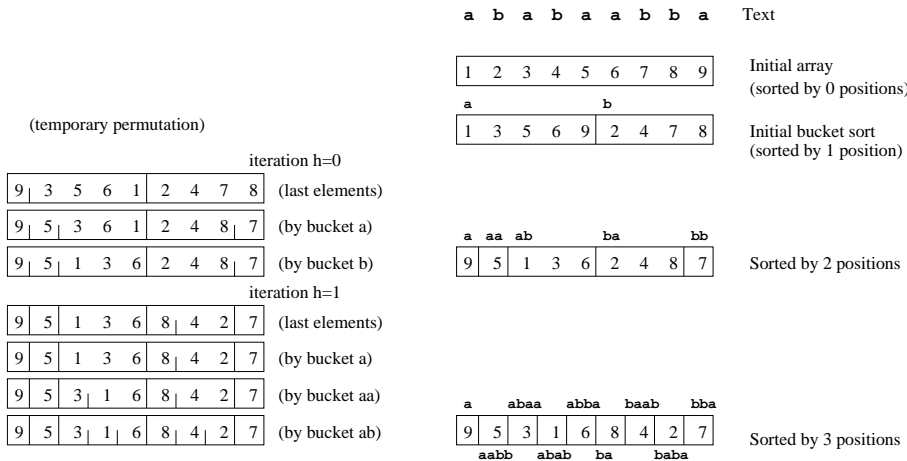 a b a b a a b b a Text
1 2 3 4 5 6 7 8 9 Initial array
(sorted by 0 positions)
a b
(temporary permutation)
1 3 5 6 9 2 4 7 8 Initial bucket sort
(sorted by 1 position)
iteration h=0
9 3 5 6 1 2 4 7 8 (last elements)
9 5 3 6 1 2 4 8 7 (by bucket a)
a aa ab ba bb
9 5 1 3 6 2 4 8 7 (by bucket b)
9 5 1 3 6 2 4 8 7 Sorted by 2 positions
iteration h=1
9 5 1 3 6 8 4 2 7 (last elements)
9 5 1 3 6 8 4 2 7 (by bucket a)
9 5 3 1 6 8 4 2 7 (by bucket aa)
a abaa abba baab bba
9 5 3 1 6 8 4 2 7 (by bucket ab)
9 5 3 1 6 8 4 2 7 Sorted by 3 positions
aabb abab ba baba